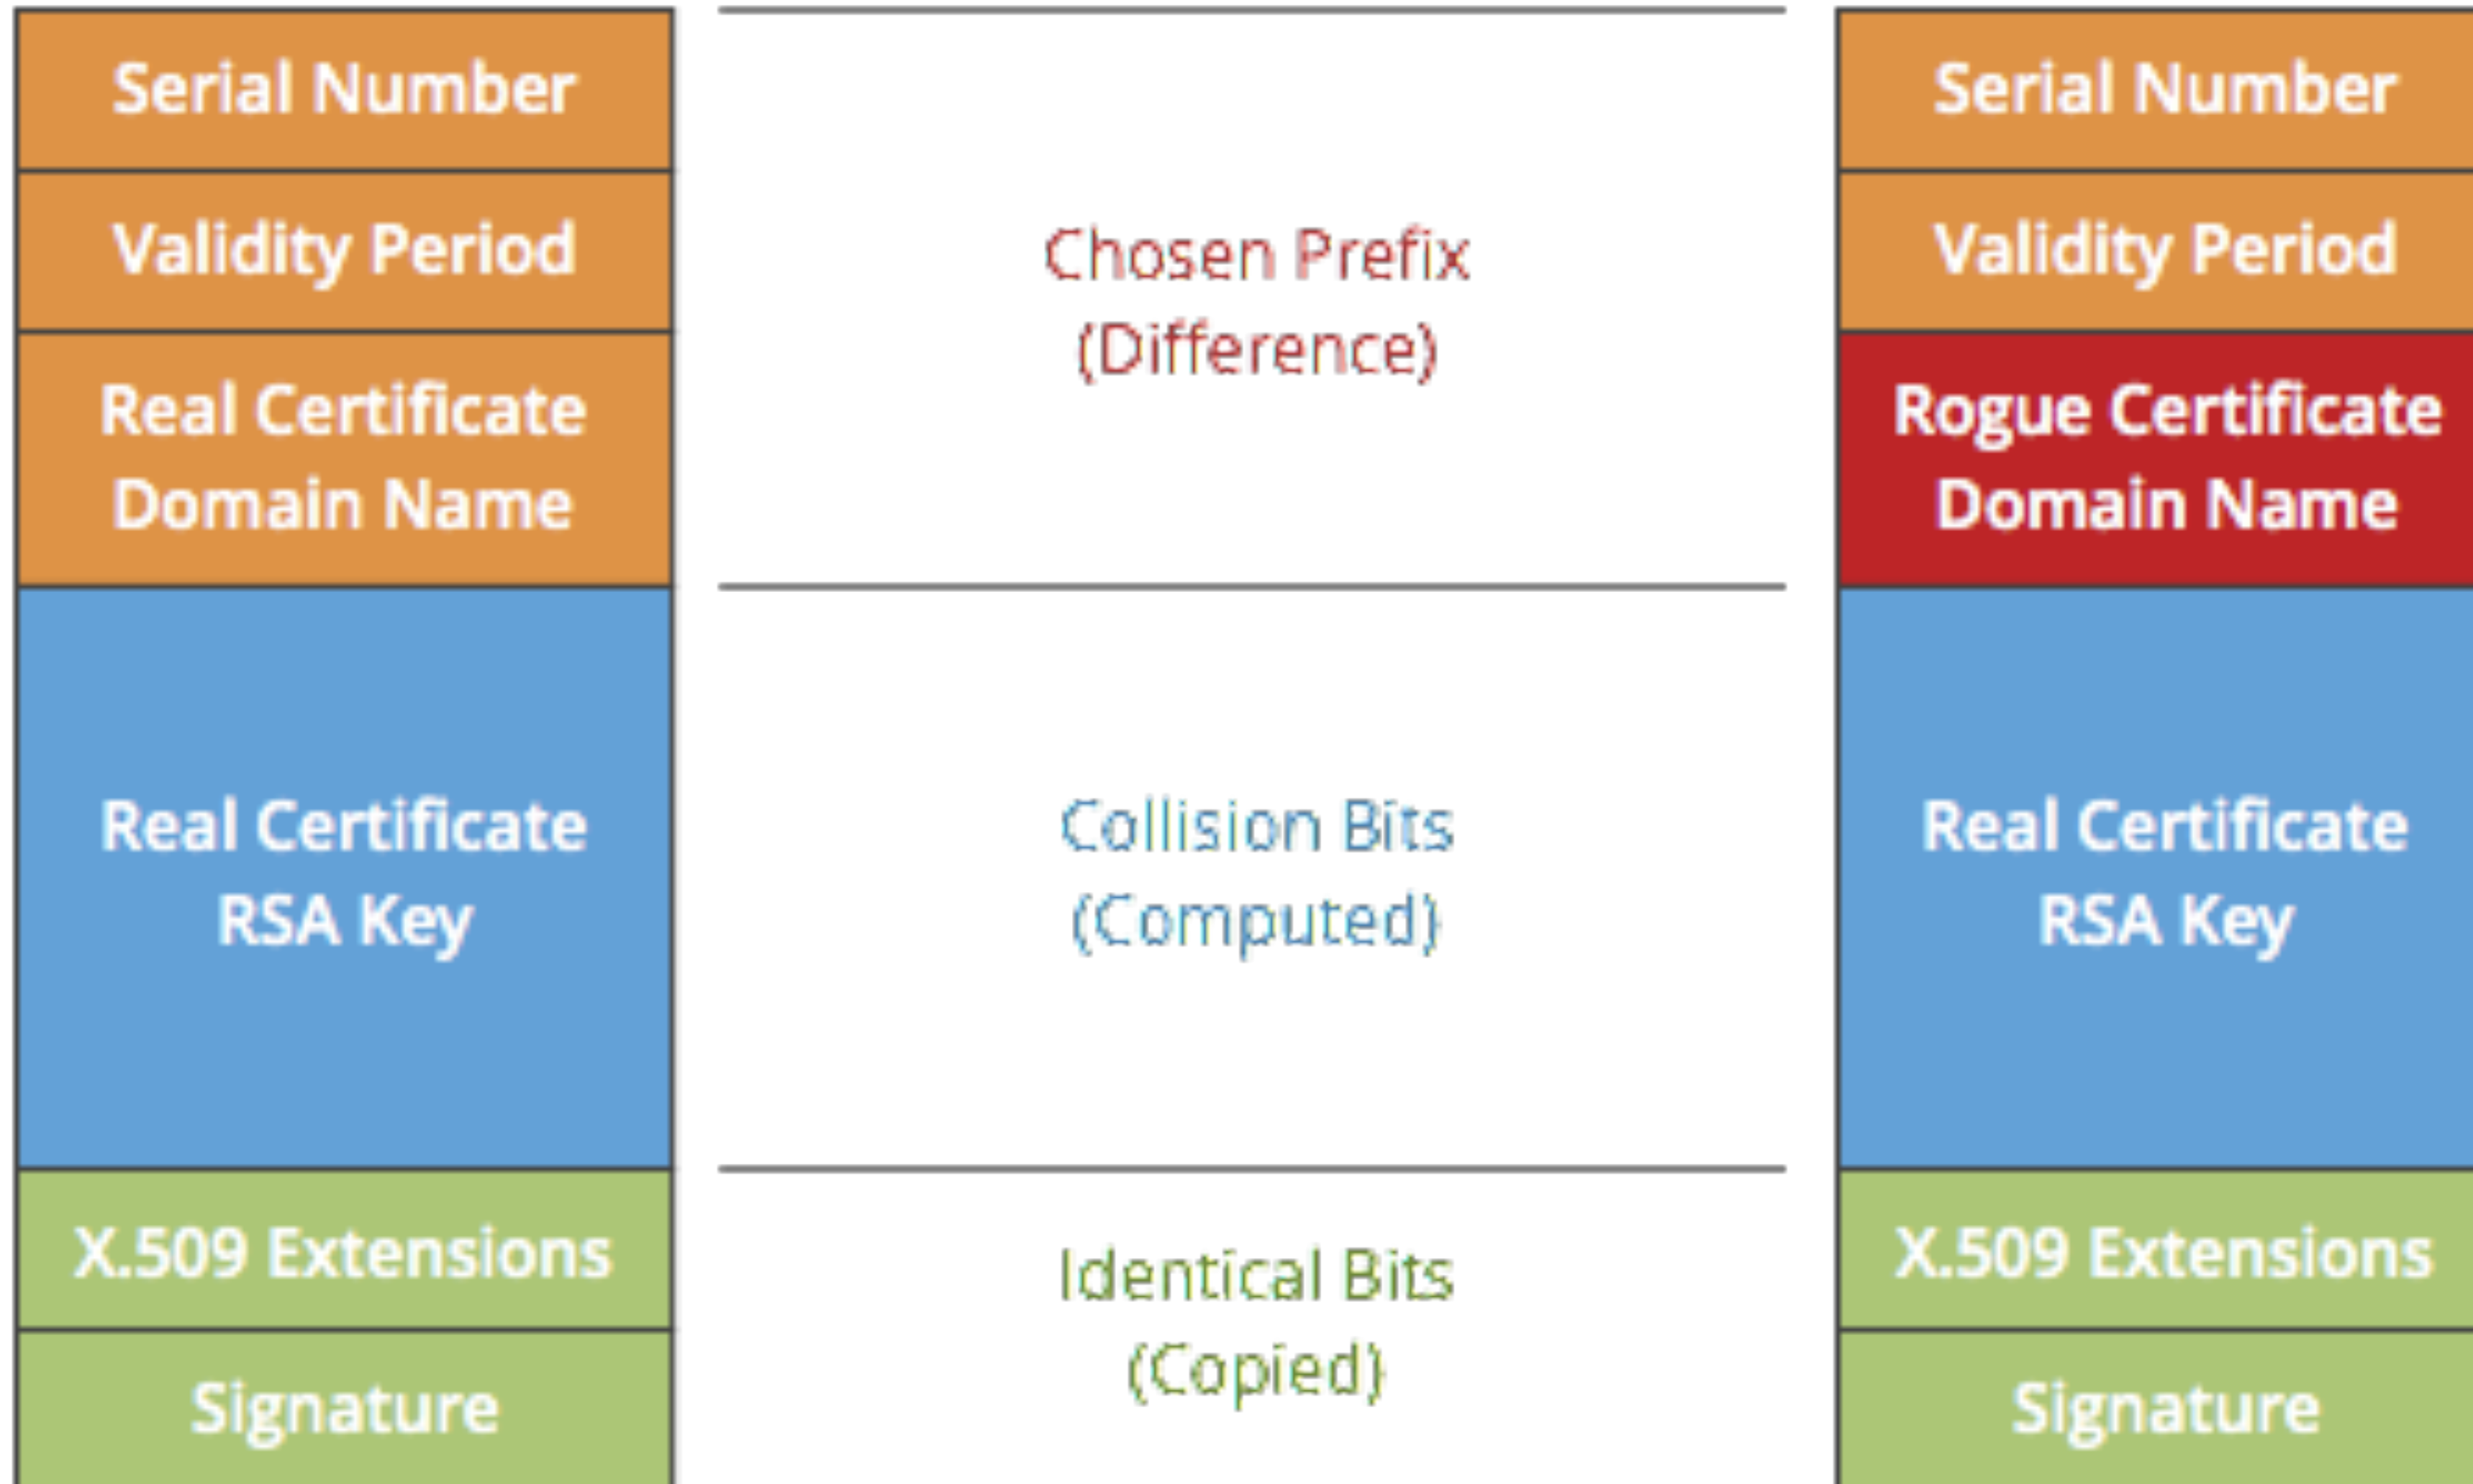 Serial Number
Validity Period
Real Certificate
Domain Name
Real Certificate
RSA Key
X.509 Extensions
Signature
Chosen Prefix
(Difference)
Collision Bits
(Computed)
Identical Bits
(Copied)
Serial Number
Validity Period
Rogue Certificate
Domain Name
Real Certificate
RSA Key
X.509 Extensions
Signature